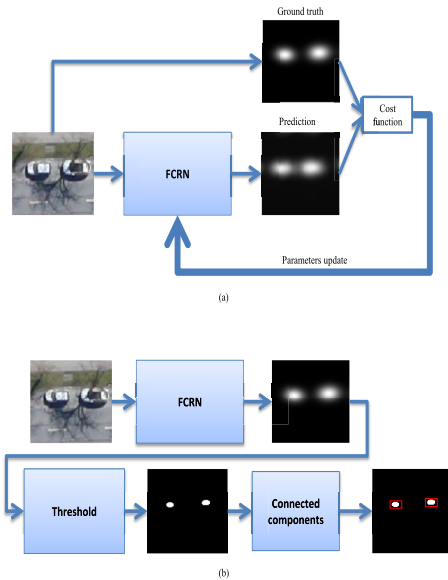 Ground truth
Cost
function
Prediction
FCRN
Parameters update
(a)
FCRN
Threshold
Connected
components
(b)